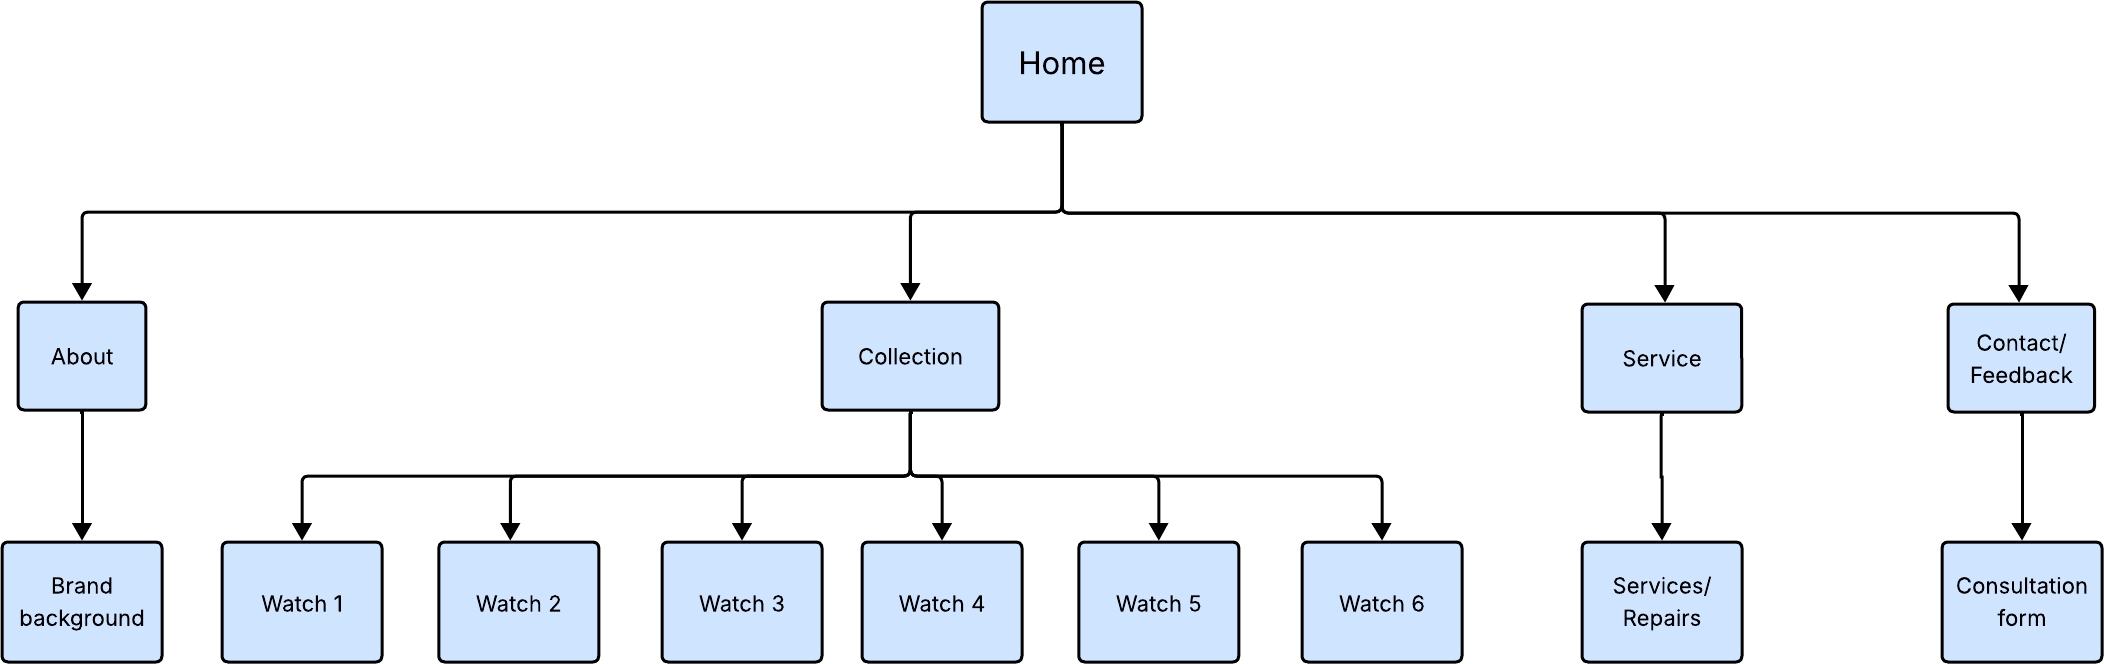 Home
About
Collection
Service
Contact/
Feedback
Brand
background
Watch 1
Watch 2
Watch 3
Watch 4
Watch 5
Watch 6
Services/
Repairs
Consultation
form